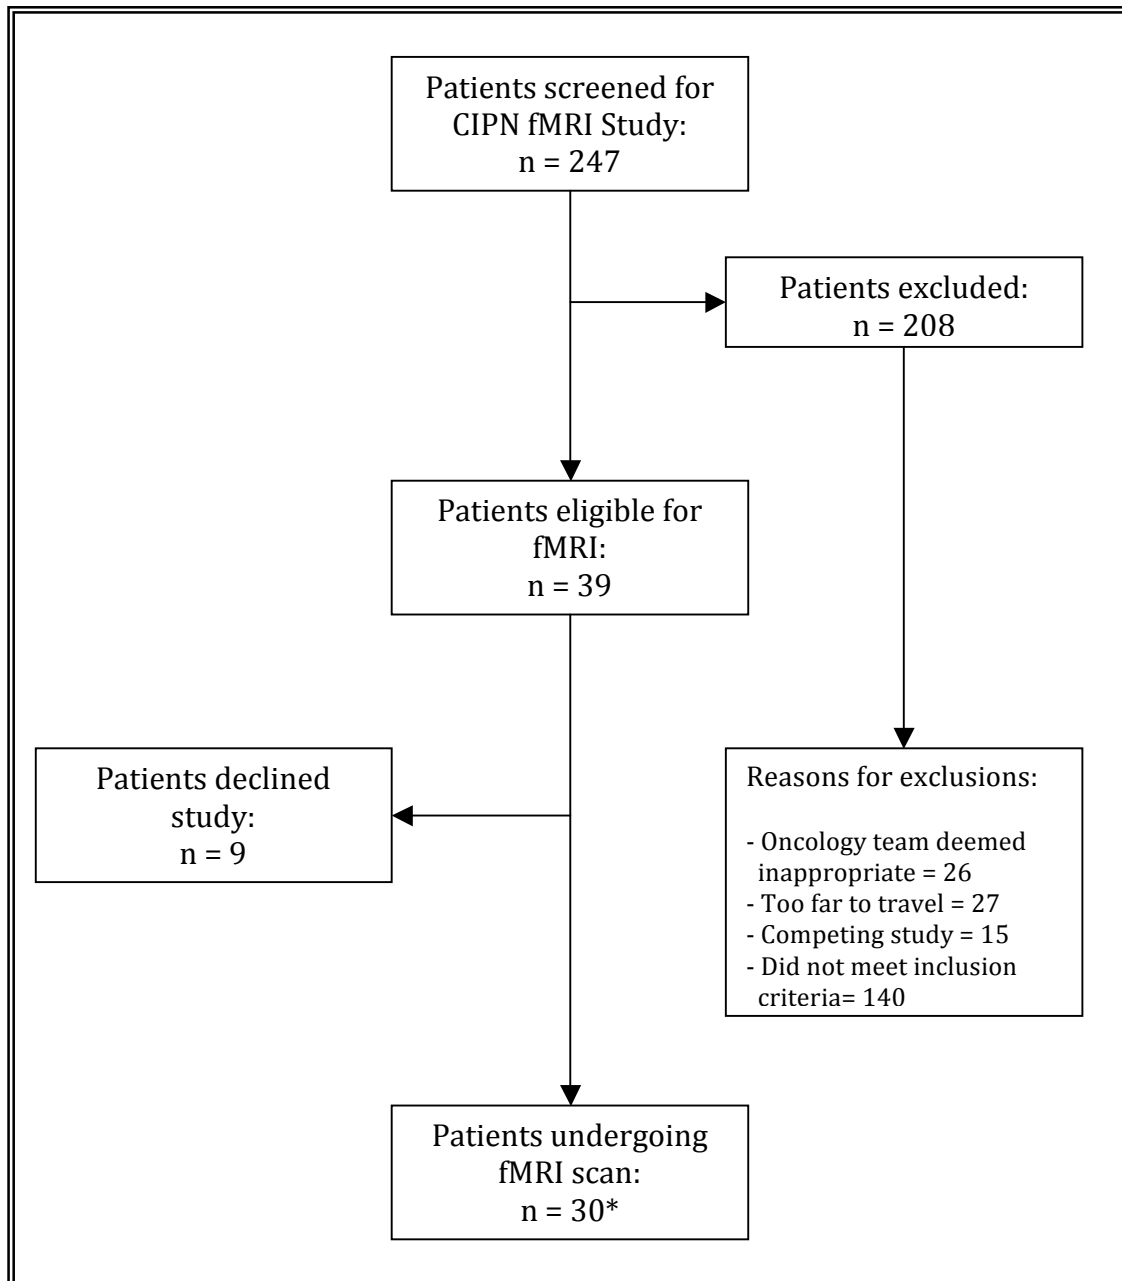 Patients screened for
CIPN fMRI Study:
n = 247
Patients excluded:
n = 208
Patients eligible for
fMRI:
n = 39
Patients declined
study:
n = 9
Reasons for exclusions:
- Oncology team deemed
inappropriate = 26
- Too far to travel = 27
- Competing study = 15
- Did not meet inclusion
criteria= 140
Patients undergoing
fMRI scan:
n = 30*